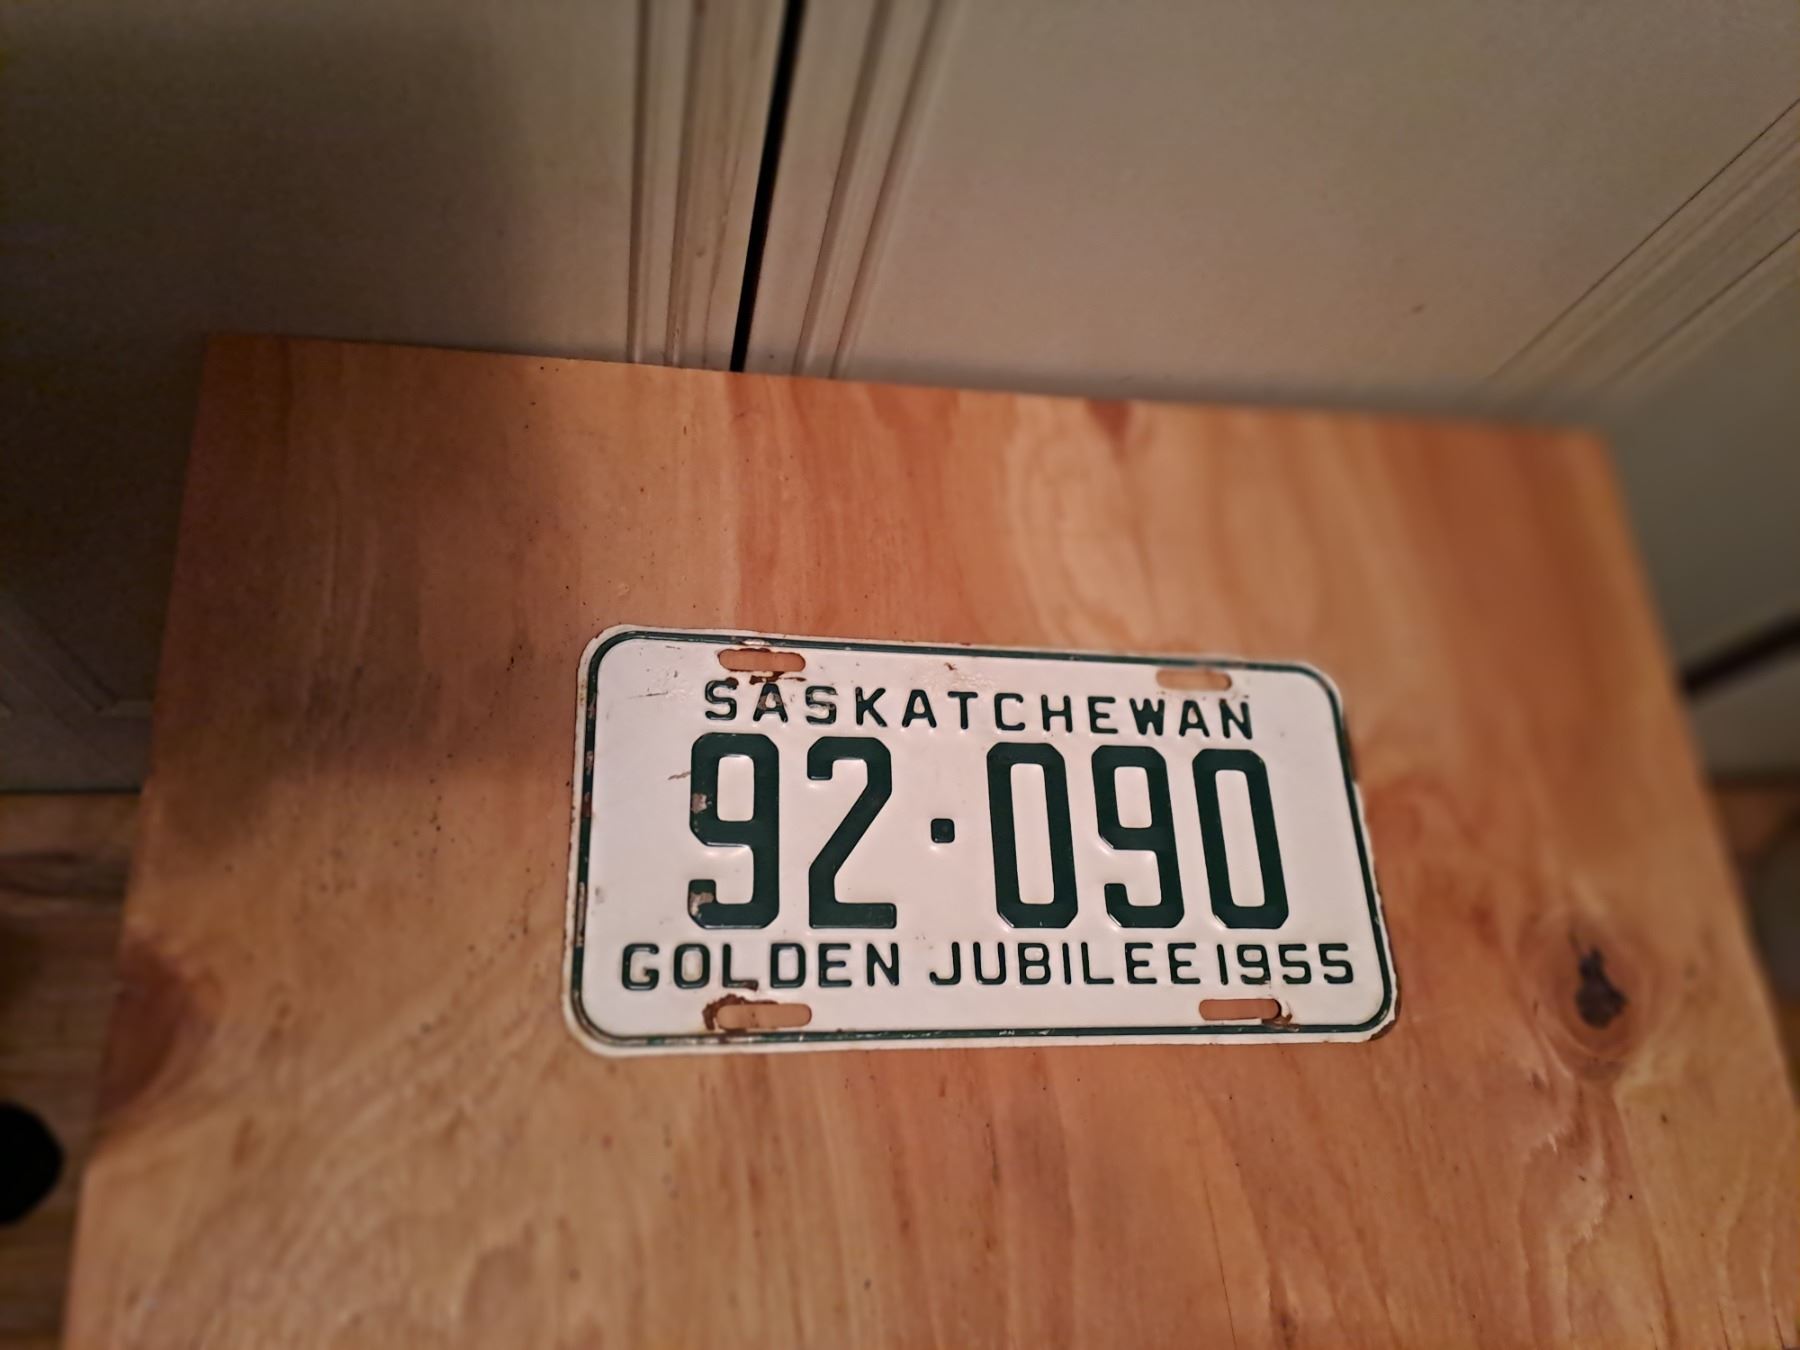 SASKATCHEWAN
92·090
GOLDEN JUBILEE 1955